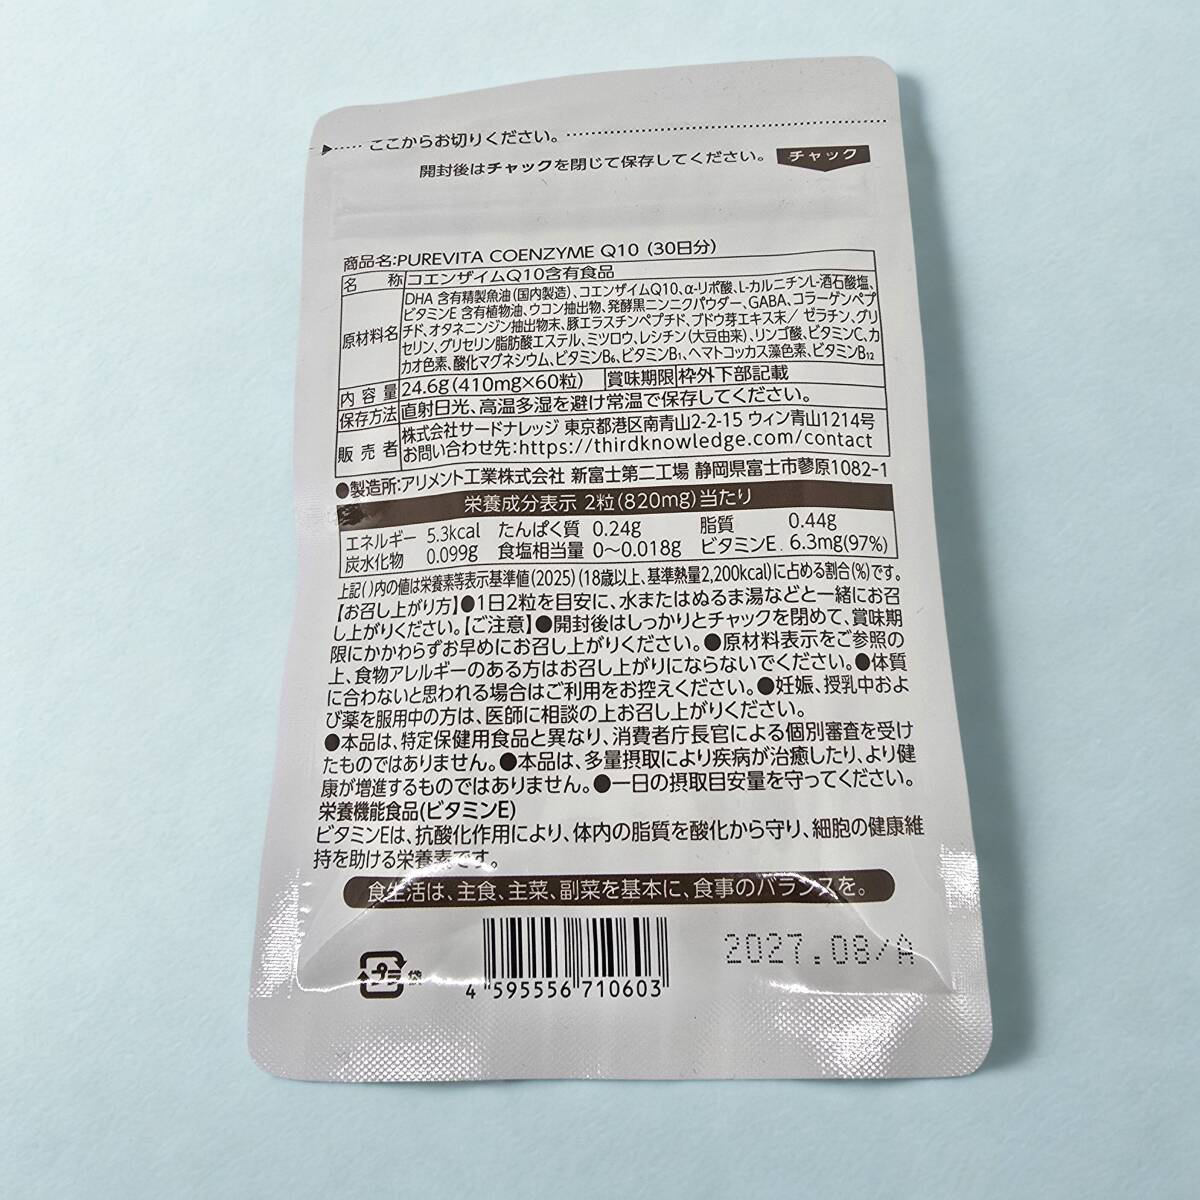 ここからお切りください。
開封後はチャックを閉じて保存してください。 チャック
商品名:PUREVITA COENZYME Q10 (30日分)
名 称 コエンザイムQ10含有食品
原材料名 DHA 含有精製魚油(国内製造)、コエンザイムQ10、α-リポ酸、L-カルニチンL-酒石酸塩、
ビタミンE 含有植物油、ウコン抽出物、発酵黒ニンニクパウダー、GABA、コラーゲンペプ
チド、オタネニンジン抽出物末、豚エラスチンペプチド、ブドウ芽エキス末／ゼラチン、グリ
セリン、グリセリン脂肪酸エステル、ミツロウ、レシチン(大豆由来)、リンゴ酸、ビタミンC、カ
カオ色素、酸化マグネシウム、ビタミンB₆、ビタミンB₁、ヘマトコッカス藻色素、ビタミンB₁₂
内 容 量 24.6g(410mg×60粒) 賞味期限 枠外下部記載
保存方法 直射日光、高温多湿を避け常温で保存してください。
販 売 者 株式会社サードナレッジ 東京都港区南青山2-2-15 ウィン青山1214号
お問い合わせ先:https://thirdknowledge.com/contact
●製造所:アリメント工業株式会社 新富士第二工場 静岡県富士市蓼原1082-1
栄養成分表示 2粒(820mg)当たり
エネルギー 5.3kcal たんぱく質 0.24g 脂質 0.44g
炭水化物 0.099g 食塩相当量 0〜0.018g ビタミンE 6.3mg(97%)
上記( )内の値は栄養素等表示基準値(2025)(18歳以上、基準熱量2,200kcal)に占める割合(%)です。
【お召し上がり方】●1日2粒を目安に、水またはぬるま湯などと一緒にお召
し上がりください。【ご注意】●開封後はしっかりとチャックを閉めて、賞味期
限にかかわらずお早めにお召し上がりください。●原材料表示をご参照の
上、食物アレルギーのある方はお召し上がりにならないでください。●体質
に合わないと思われる場合はご利用をお控えください。●妊娠、授乳中およ
び薬を服用中の方は、医師に相談の上お召し上がりください。
●本品は、特定保健用食品と異なり、消費者庁長官による個別審査を受け
たものではありません。●本品は、多量摂取により疾病が治癒したり、より健
康が増進するものではありません。●一日の摂取目安量を守ってください。
栄養機能食品(ビタミンE)
ビタミンEは、抗酸化作用により、体内の脂質を酸化から守り、細胞の健康維
持を助ける栄養素です。
食生活は、主食、主菜、副菜を基本に、食事のバランスを。
プラ 袋
4 595556 710603
2027.08/A